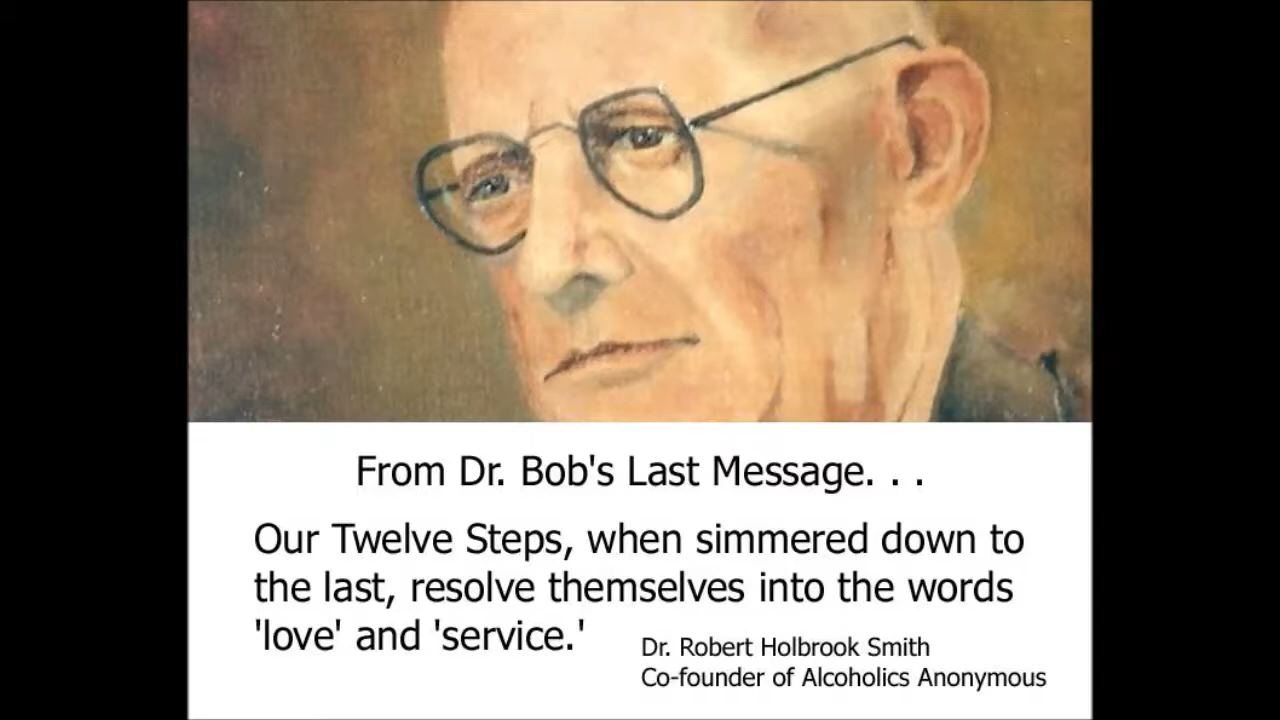 From Dr. Bob's Last Message. . .
Our Twelve Steps, when simmered down to
the last, resolve themselves into the words
'love' and 'service.'
Dr. Robert Holbrook Smith
Co-founder of Alcoholics Anonymous